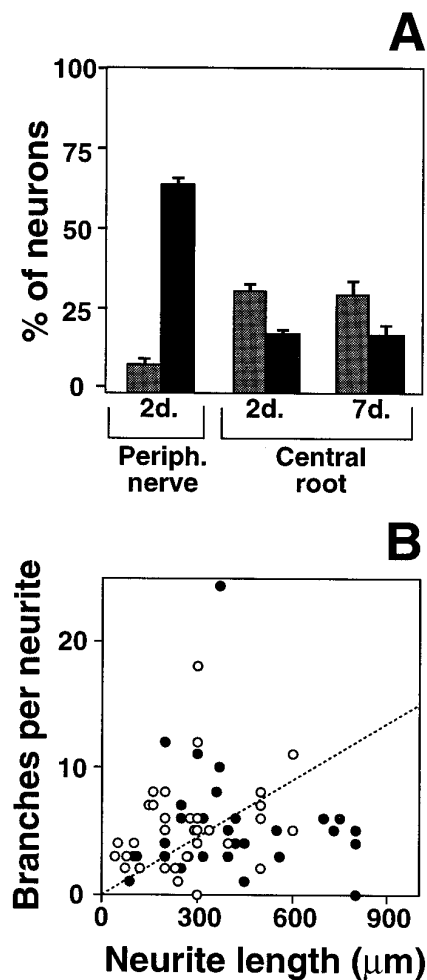 A
100
75
50
25
0
% of neurons
2d. 2d. 7d.
Periph. nerve
Central root
B
20
10
0
Branches per neurite
0 300 600 900
Neurite length (μm)